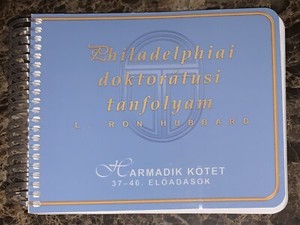 Philadelphiai
doktorátusi
tanfolyam
L. RON HUBBARD
HARMADIK KÖTET
37–46. ELŐADÁSOK